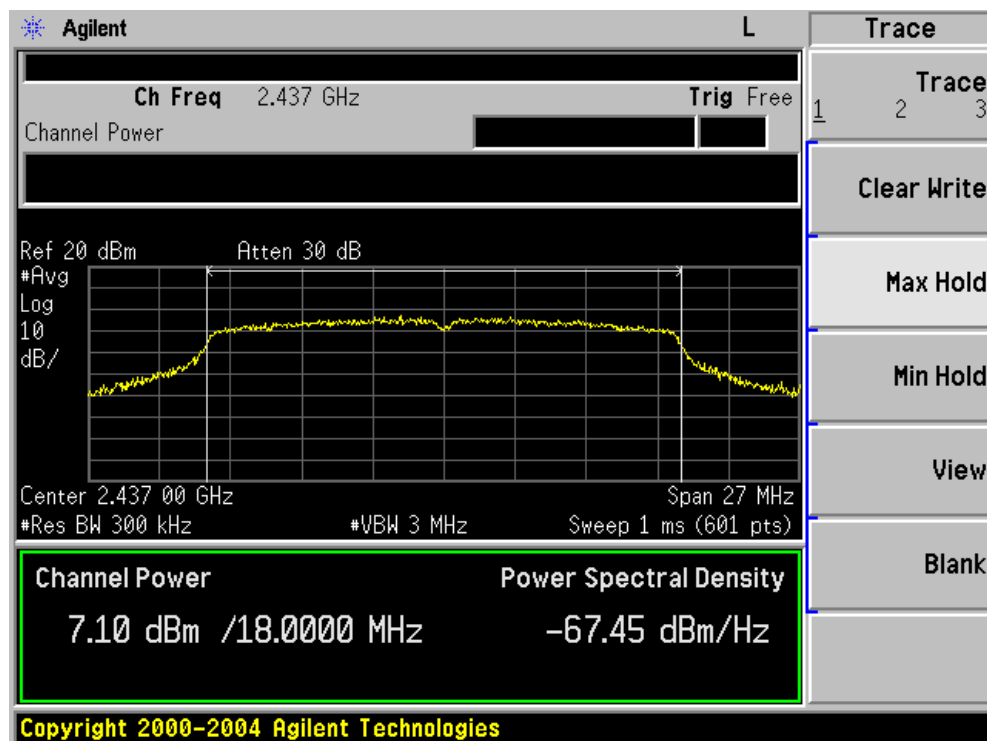 Agilent L Trace
Ch Freq 2.437 GHz Trig Free
Channel Power
Trace
1 2 3
Clear Write
Max Hold
Min Hold
View
Blank
Ref 20 dBm Atten 30 dB
#Avg
Log
10
dB/
Center 2.437 00 GHz Span 27 MHz
#Res BW 300 kHz #VBW 3 MHz Sweep 1 ms (601 pts)
Channel Power Power Spectral Density
7.10 dBm /18.0000 MHz -67.45 dBm/Hz
Copyright 2000-2004 Agilent Technologies